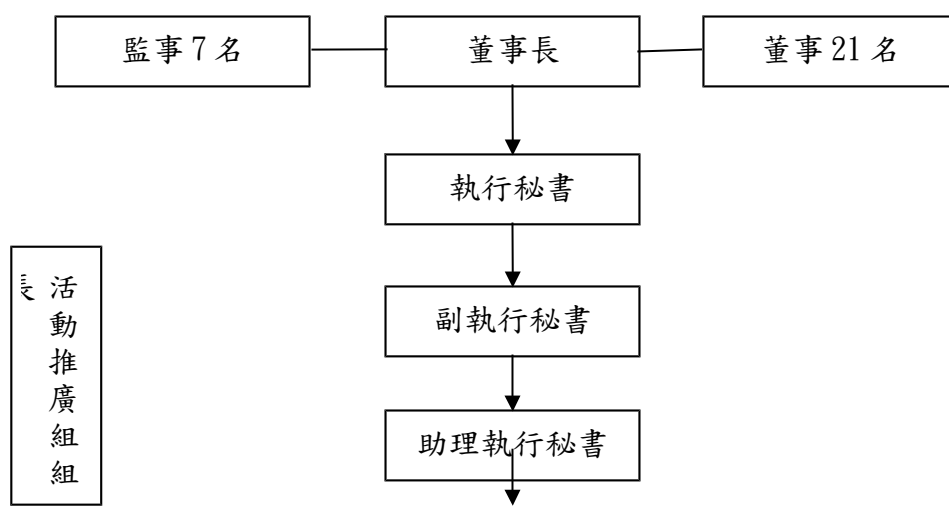 監事7名
董事長
董事21名
執行秘書
副執行秘書
助理執行秘書
活動推廣組組
長